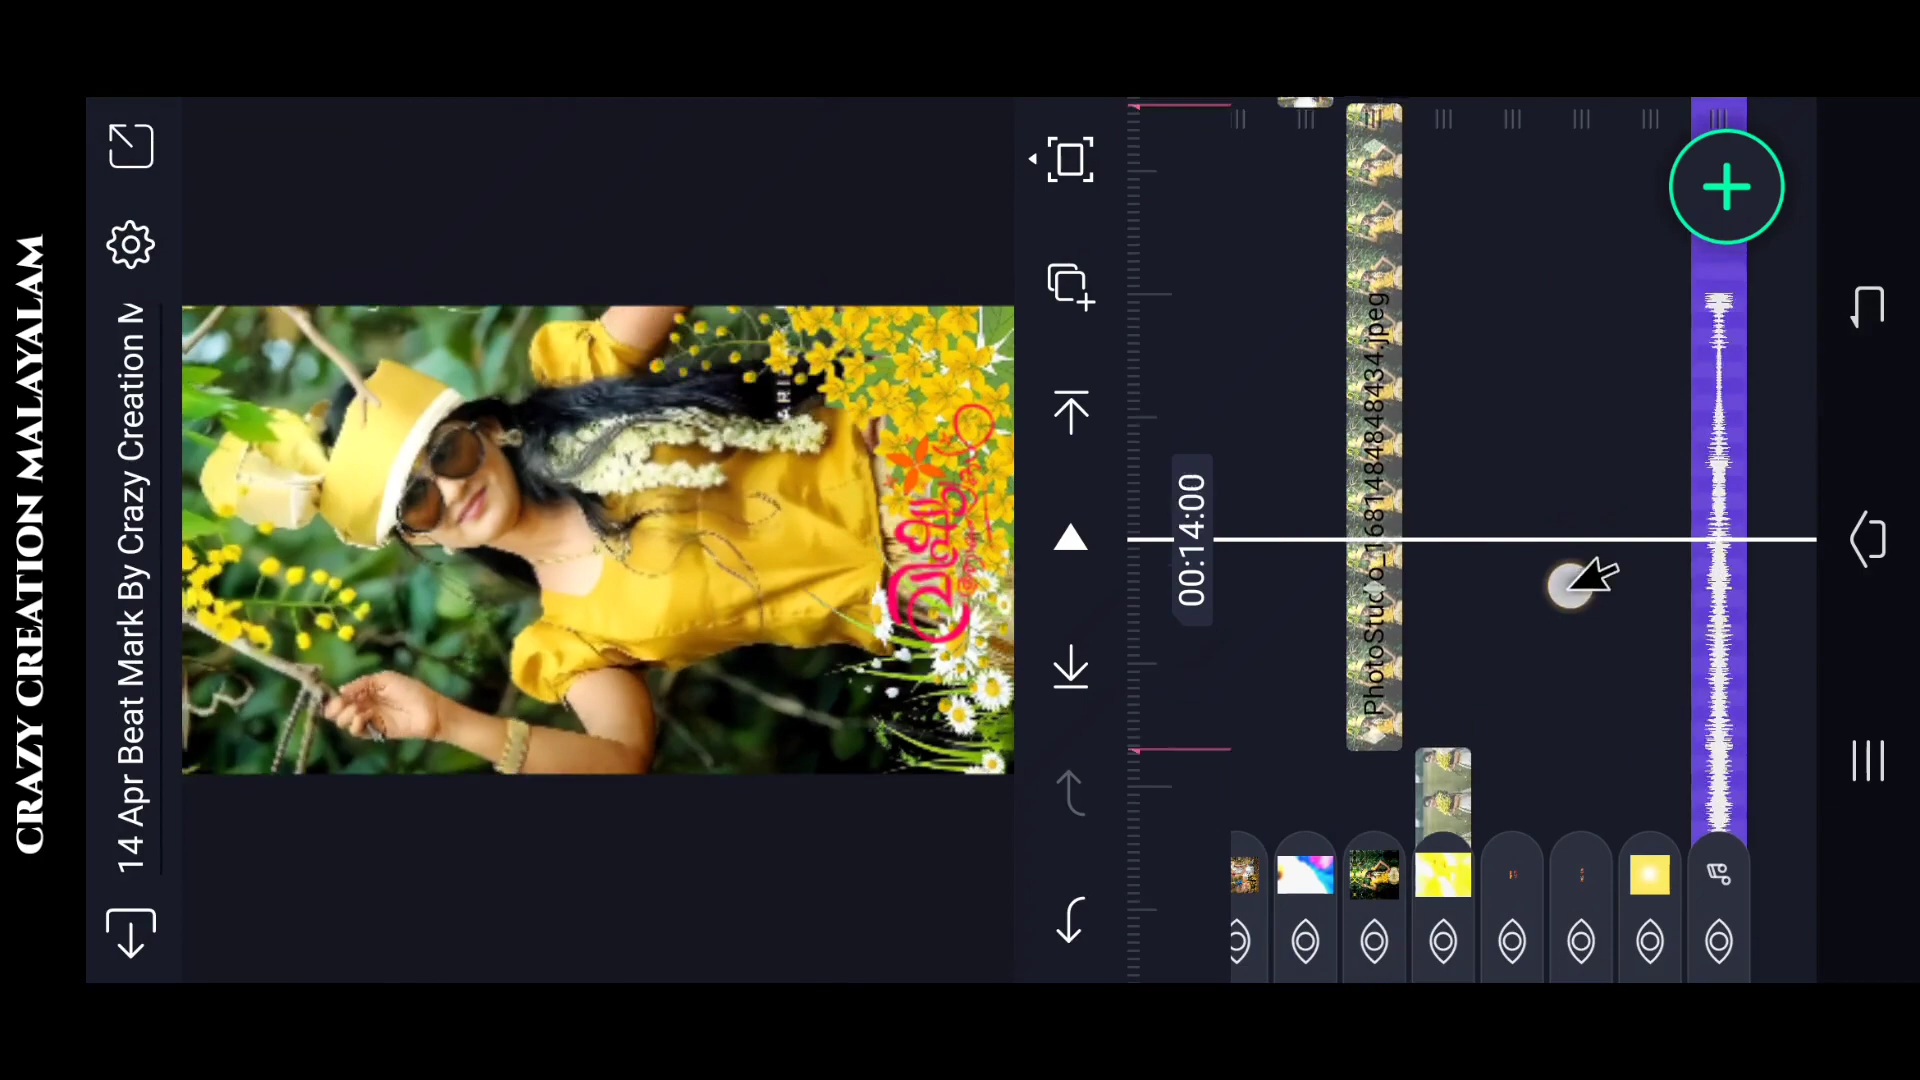 CRAZY CREATION MALAYALAM
14 Apr Beat Mark By Crazy Creation M
00:14:00
PhotoStudio_1681484848434.jpeg
വിഷു